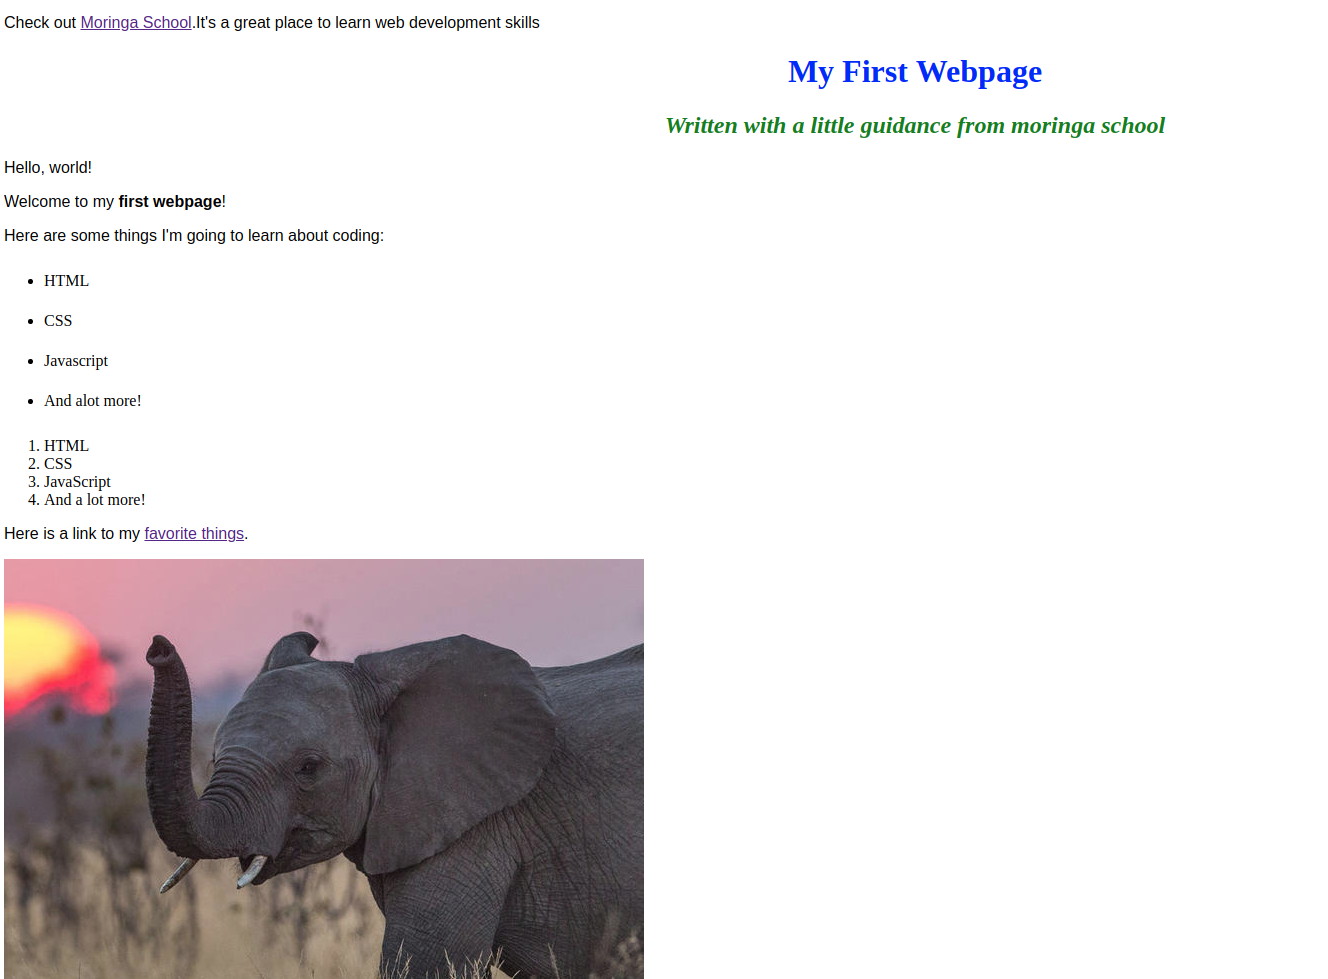 Check out Moringa School.It's a great place to learn web development skills
My First Webpage
Written with a little guidance from moringa school
Hello, world!
Welcome to my first webpage!
Here are some things I'm going to learn about coding:
• HTML
• CSS
• Javascript
• And alot more!
1. HTML
2. CSS
3. JavaScript
4. And a lot more!
Here is a link to my favorite things.